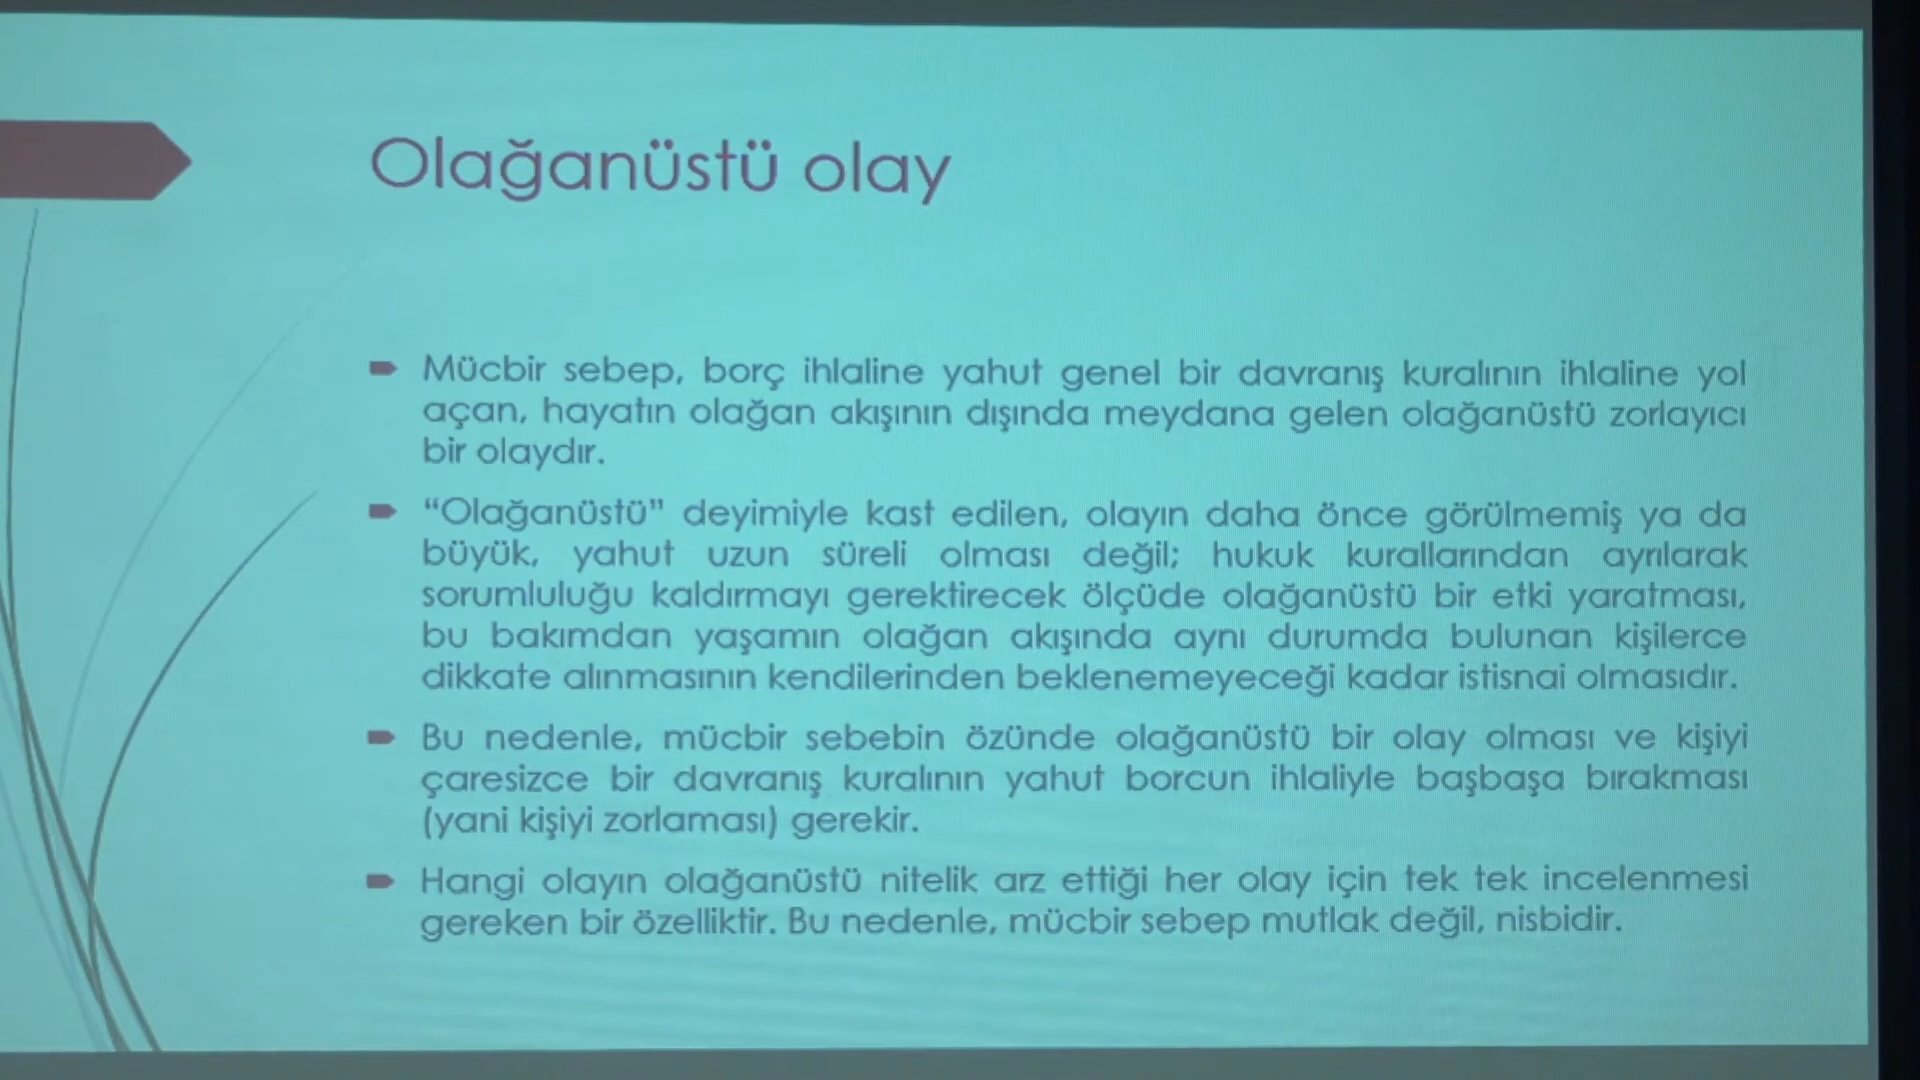 Olağanüstü olay
Mücbir sebep, borç ihlaline yahut genel bir davranış kuralının ihlaline yol
açan, hayatın olağan akışının dışında meydana gelen olağanüstü zorlayıcı
bir olaydır.
“Olağanüstü” deyimiyle kast edilen, olayın daha önce görülmemiş ya da
büyük, yahut uzun süreli olması değil; hukuk kurallarından ayrılarak
sorumluluğu kaldırmayı gerektirecek ölçüde olağanüstü bir etki yaratması,
bu bakımdan yaşamın olağan akışında aynı durumda bulunan kişilerce
dikkate alınmasının kendilerinden beklenemeyeceği kadar istisnai olmasıdır.
Bu nedenle, mücbir sebebin özünde olağanüstü bir olay olması ve kişiyi
çaresizce bir davranış kuralının yahut borcun ihlaliyle başbaşa bırakması
(yani kişiyi zorlaması) gerekir.
Hangi olayın olağanüstü nitelik arz ettiği her olay için tek tek incelenmesi
gereken bir özelliktir. Bu nedenle, mücbir sebep mutlak değil, nisbidir.